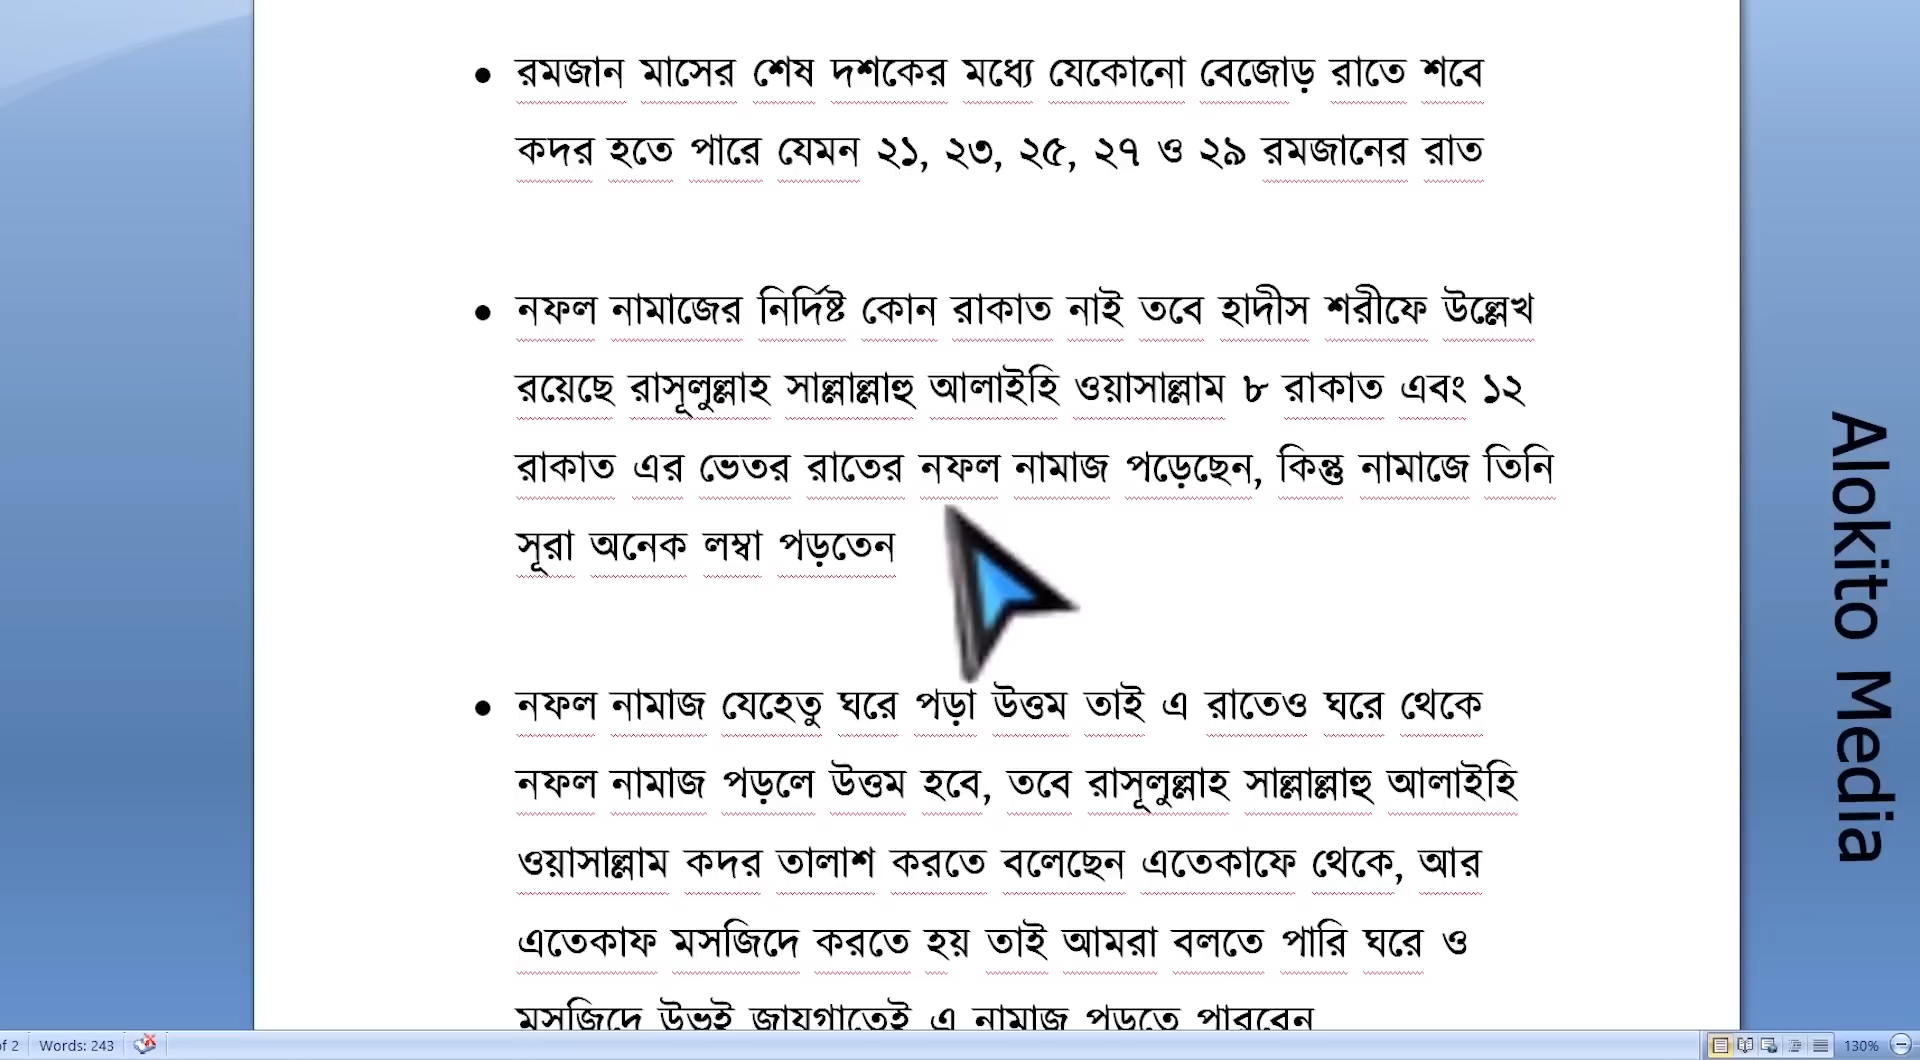 • রমজান মাসের শেষ দশকের মধ্যে যেকোনো বেজোড় রাতে শবে
কদর হতে পারে যেমন ২১, ২৩, ২৫, ২৭ ও ২৯ রমজানের রাত
• নফল নামাজের নির্দিষ্ট কোন রাকাত নাই তবে হাদীস শরীফে উল্লেখ
রয়েছে রাসূলুল্লাহ সাল্লাল্লাহু আলাইহি ওয়াসাল্লাম ৮ রাকাত এবং ১২
রাকাত এর ভেতর রাতের নফল নামাজ পড়েছেন, কিন্তু নামাজে তিনি
সূরা অনেক লম্বা পড়তেন
• নফল নামাজ যেহেতু ঘরে পড়া উত্তম তাই এ রাতেও ঘরে থেকে
নফল নামাজ পড়লে উত্তম হবে, তবে রাসূলুল্লাহ সাল্লাল্লাহু আলাইহি
ওয়াসাল্লাম কদর তালাশ করতে বলেছেন এতেকাফে থেকে, আর
এতেকাফ মসজিদে করতে হয় তাই আমরা বলতে পারি ঘরে ও
মসজিদে উভই জায়গাতেই এ নামাজ পড়তে পারবেন
Alokito Media
of 2 Words: 243 130%